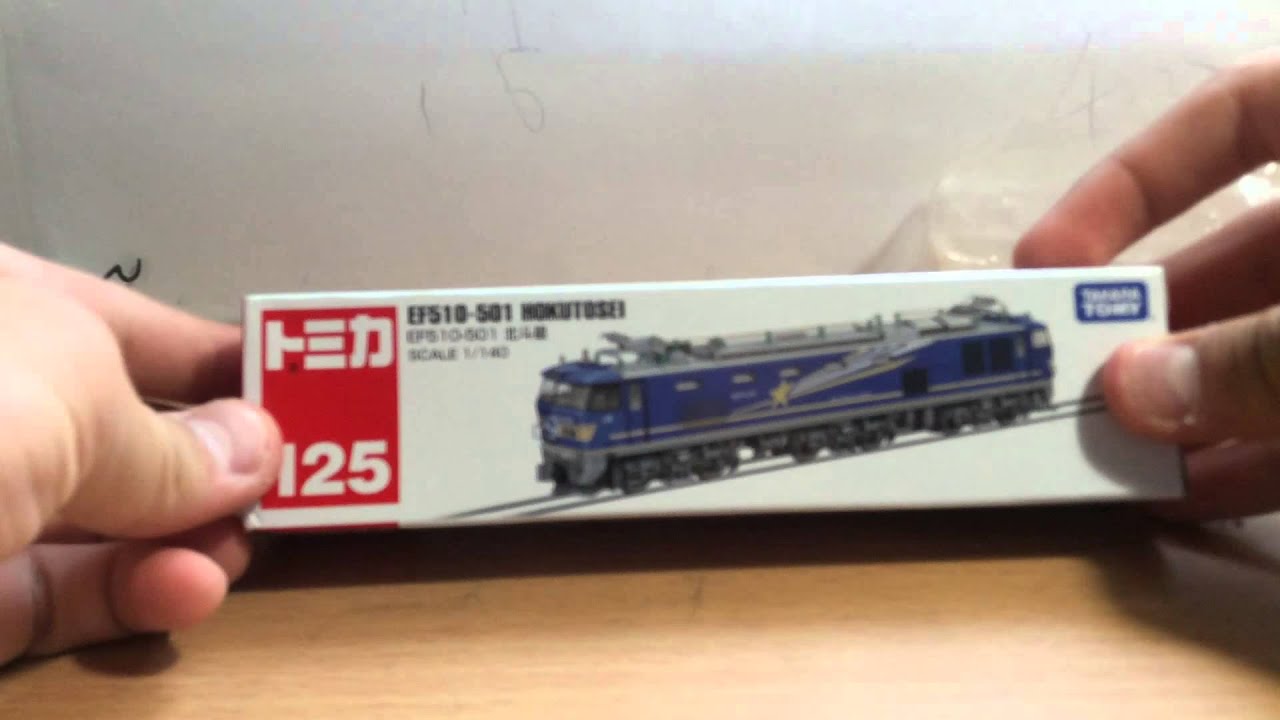 トミカ
125
EF510-501 HOKUTOSEI
EF510-501 北斗星
SCALE 1/140
TAKARA
TOMY